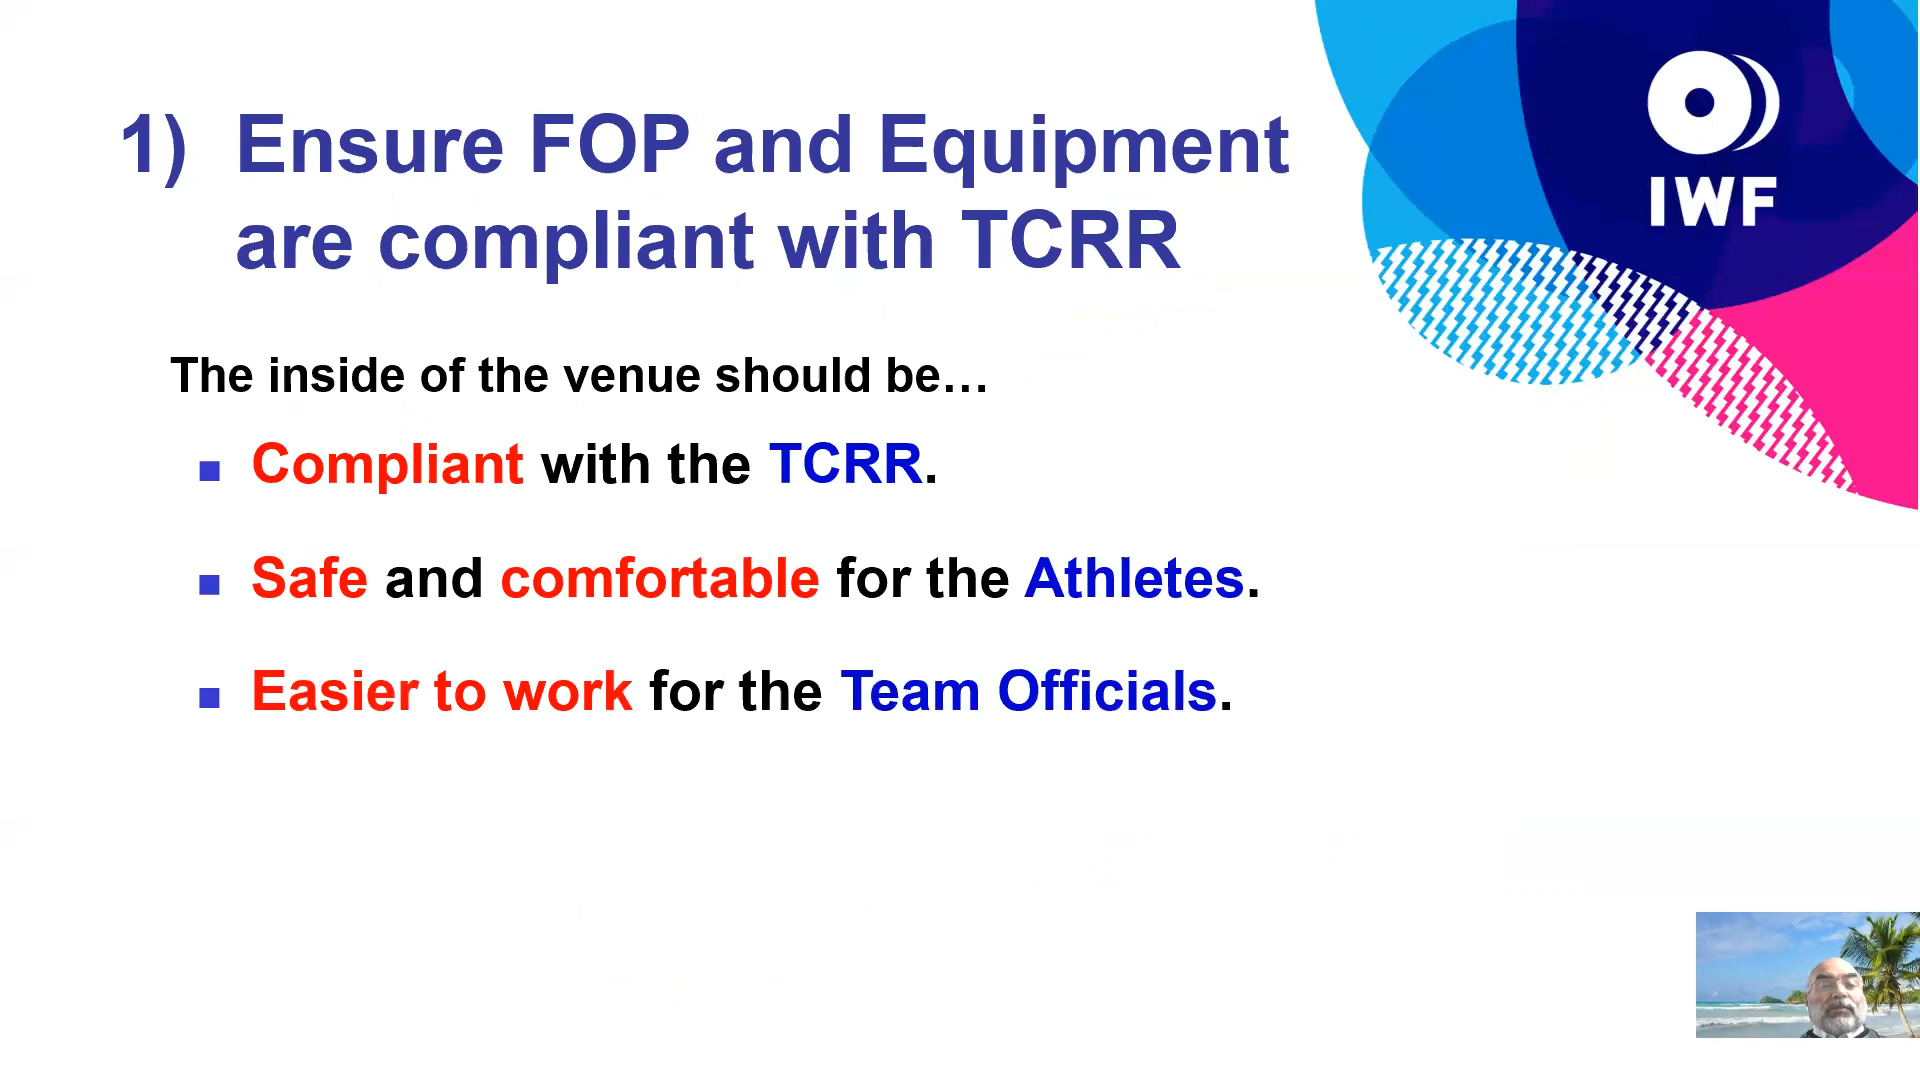 1) Ensure FOP and Equipment
are compliant with TCRR
IWF
The inside of the venue should be…
■ Compliant with the TCRR.
■ Safe and comfortable for the Athletes.
■ Easier to work for the Team Officials.